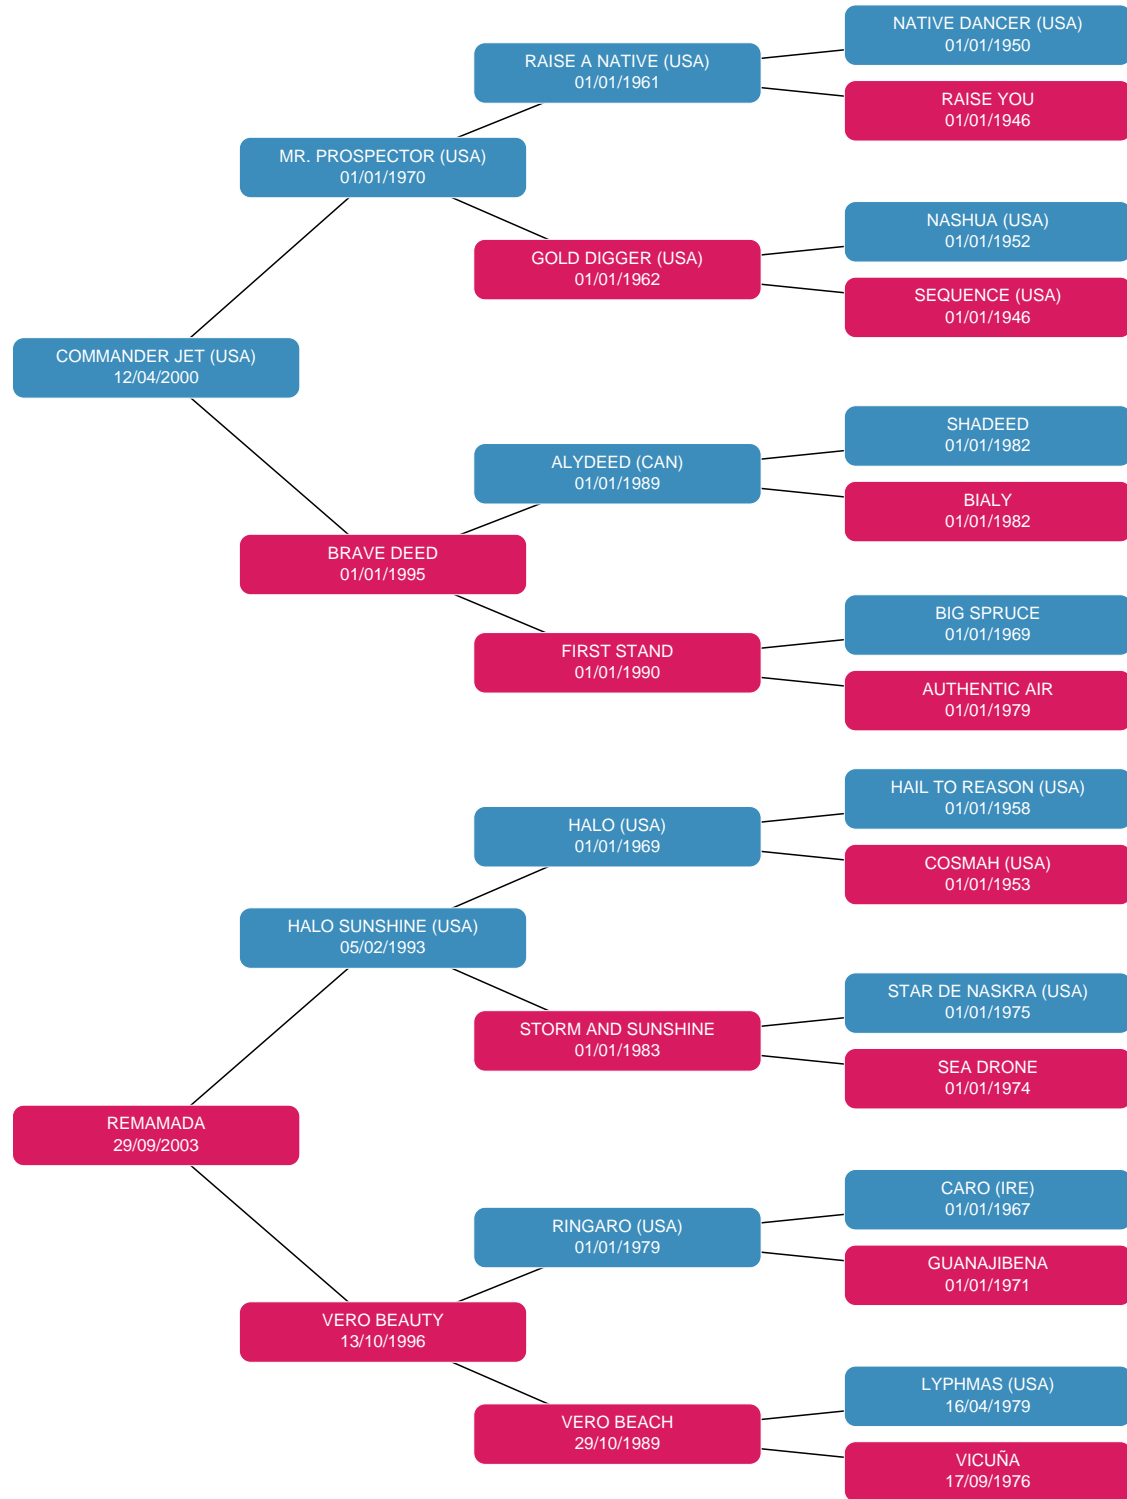 NATIVE DANCER (USA)
01/01/1950
RAISE A NATIVE (USA)
01/01/1961
RAISE YOU
01/01/1946
MR. PROSPECTOR (USA)
01/01/1970
NASHUA (USA)
01/01/1952
GOLD DIGGER (USA)
01/01/1962
SEQUENCE (USA)
01/01/1946
COMMANDER JET (USA)
12/04/2000
SHADEED
01/01/1982
ALYDEED (CAN)
01/01/1989
BIALY
01/01/1982
BRAVE DEED
01/01/1995
BIG SPRUCE
01/01/1969
FIRST STAND
01/01/1990
AUTHENTIC AIR
01/01/1979
HAIL TO REASON (USA)
01/01/1958
HALO (USA)
01/01/1969
COSMAH (USA)
01/01/1953
HALO SUNSHINE (USA)
05/02/1993
STAR DE NASKRA (USA)
01/01/1975
STORM AND SUNSHINE
01/01/1983
SEA DRONE
01/01/1974
REMAMADA
29/09/2003
CARO (IRE)
01/01/1967
RINGARO (USA)
01/01/1979
GUANAJIBENA
01/01/1971
VERO BEAUTY
13/10/1996
LYPHMAS (USA)
16/04/1979
VERO BEACH
29/10/1989
VICUÑA
17/09/1976